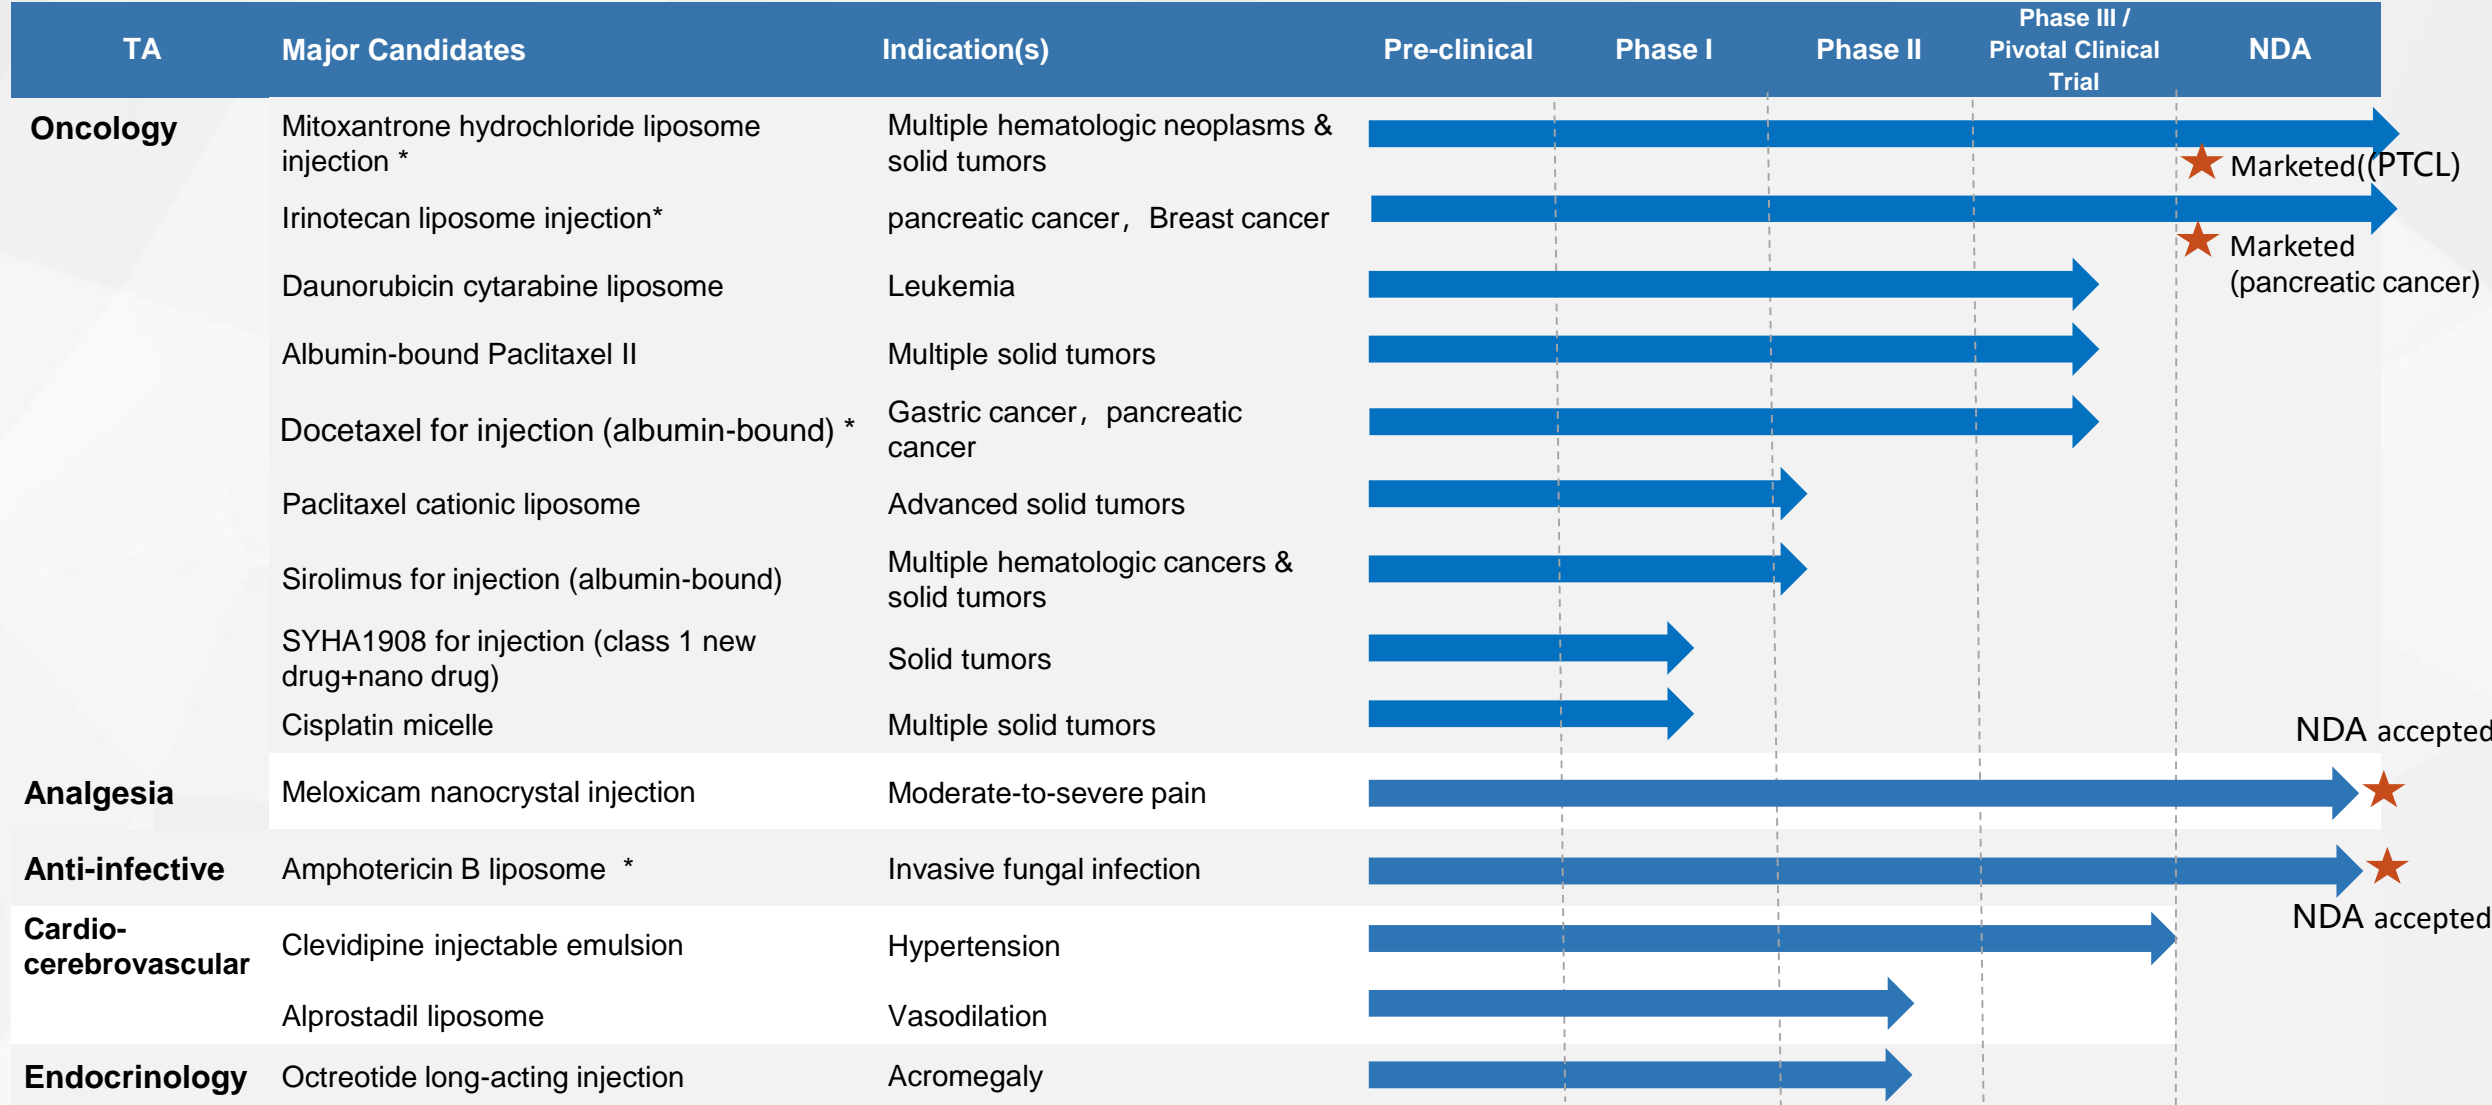 TA
Major Candidates
Indication(s)
Pre-clinical
Phase I
Phase II
Phase III /
Pivotal Clinical
Trial
NDA
Oncology
Mitoxantrone hydrochloride liposome
injection *
Multiple hematologic neoplasms &
solid tumors
Marketed((PTCL)
Irinotecan liposome injection*
pancreatic cancer，Breast cancer
Marketed
(pancreatic cancer)
Daunorubicin cytarabine liposome
Leukemia
Albumin-bound Paclitaxel II
Multiple solid tumors
Docetaxel for injection (albumin-bound) *
Gastric cancer，pancreatic
cancer
Paclitaxel cationic liposome
Advanced solid tumors
Sirolimus for injection (albumin-bound)
Multiple hematologic cancers &
solid tumors
SYHA1908 for injection (class 1 new
drug+nano drug)
Solid tumors
Cisplatin micelle
Multiple solid tumors
NDA accepted
Analgesia
Meloxicam nanocrystal injection
Moderate-to-severe pain
Anti-infective
Amphotericin B liposome *
Invasive fungal infection
NDA accepted
Cardio-
cerebrovascular
Clevidipine injectable emulsion
Hypertension
Alprostadil liposome
Vasodilation
Endocrinology
Octreotide long-acting injection
Acromegaly